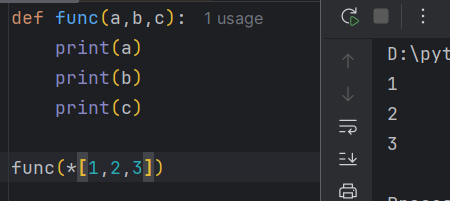 def func(a,b,c): 1 usage
    print(a)
    print(b)
    print(c)
func(*[1,2,3])
D:\pyt
1
2
3